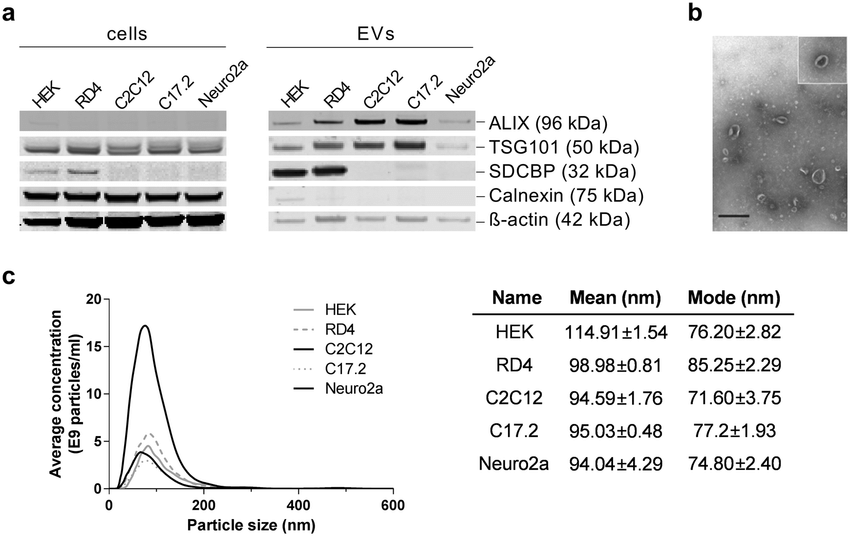 a
cells
EVs
HEK RD4 C2C12 C17.2 Neuro2a
HEK RD4 C2C12 C17.2 Neuro2a
ALIX (96 kDa)
TSG101 (50 kDa)
SDCBP (32 kDa)
Calnexin (75 kDa)
ß-actin (42 kDa)
b
c
Average concentration
(E9 particles/ml)
20
15
10
5
0
0 200 400 600
Particle size (nm)
HEK
RD4
C2C12
C17.2
Neuro2a
Name Mean (nm) Mode (nm)
HEK 114.91±1.54 76.20±2.82
RD4 98.98±0.81 85.25±2.29
C2C12 94.59±1.76 71.60±3.75
C17.2 95.03±0.48 77.2±1.93
Neuro2a 94.04±4.29 74.80±2.40